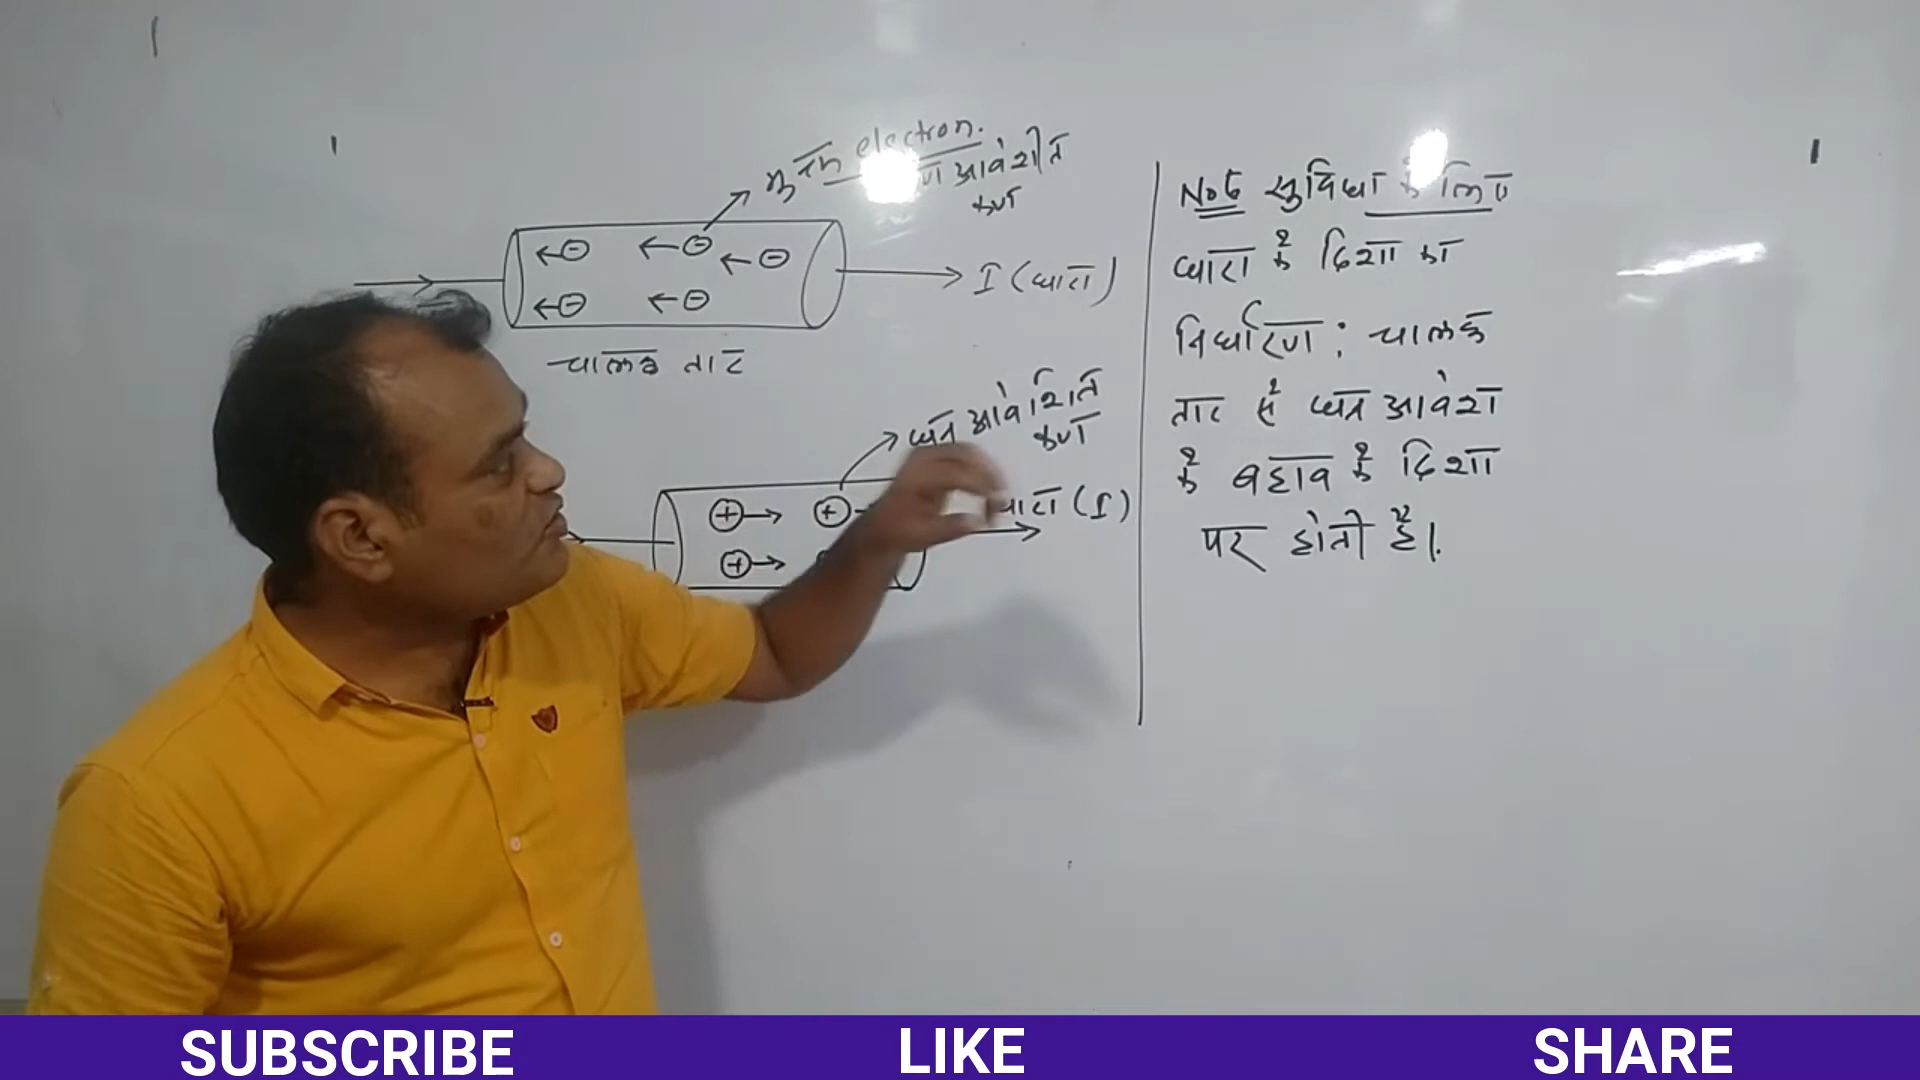 मुक्त electron.
ऋण आवेशीत
कण
I (धारा)
चालक तार
धन आवेशित
कण
धारा (I)
Note सुविधा के लिए
धारा के दिशा का
निर्धारण : चालक
तार से धन आवेश
के बहाव के दिशा
पर होती है।
SUBSCRIBE
LIKE
SHARE